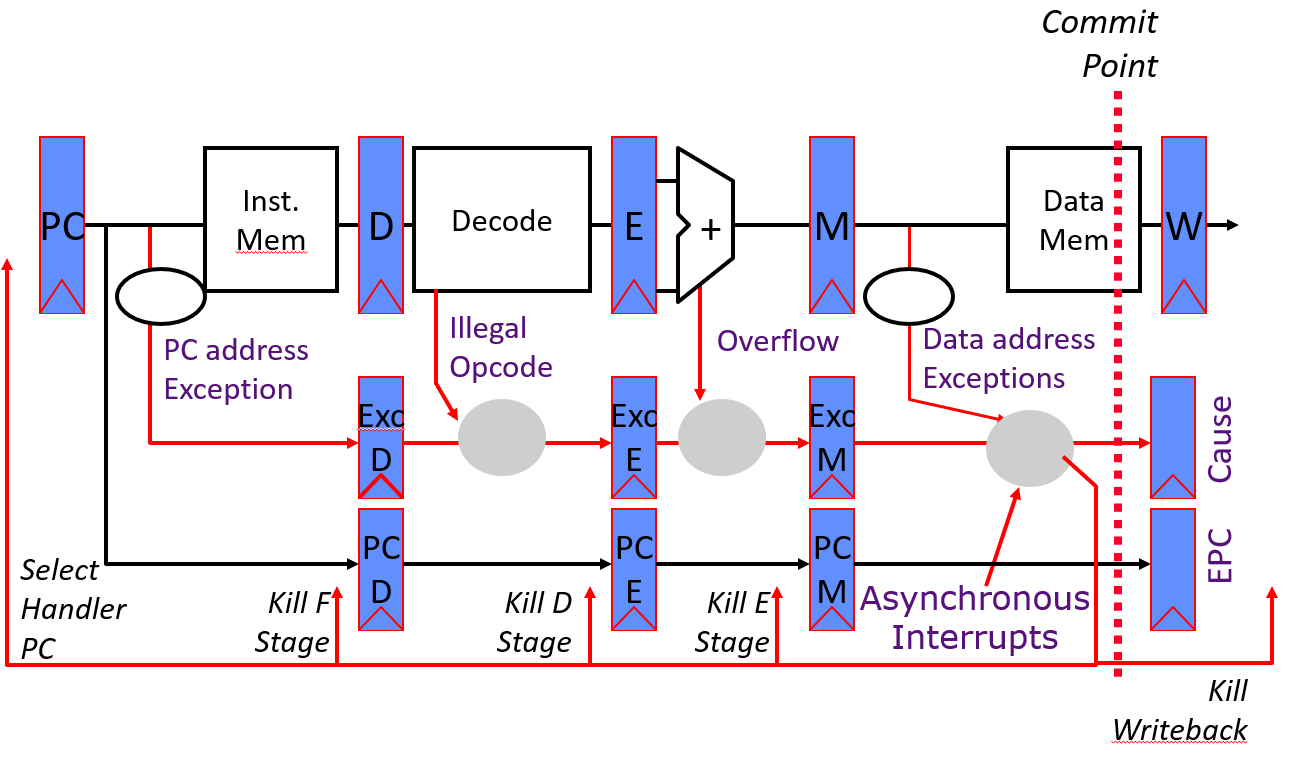 Commit
Point
PC
Inst.
Mem
D
Decode
E
+
M
Data
Mem
W
PC address
Exception
Illegal
Opcode
Overflow
Data address
Exceptions
Exc
D
Exc
E
Exc
M
Cause
PC
D
PC
E
PC
M
EPC
Select
Handler
PC
Kill F
Stage
Kill D
Stage
Kill E
Stage
Asynchronous
Interrupts
Kill
Writeback